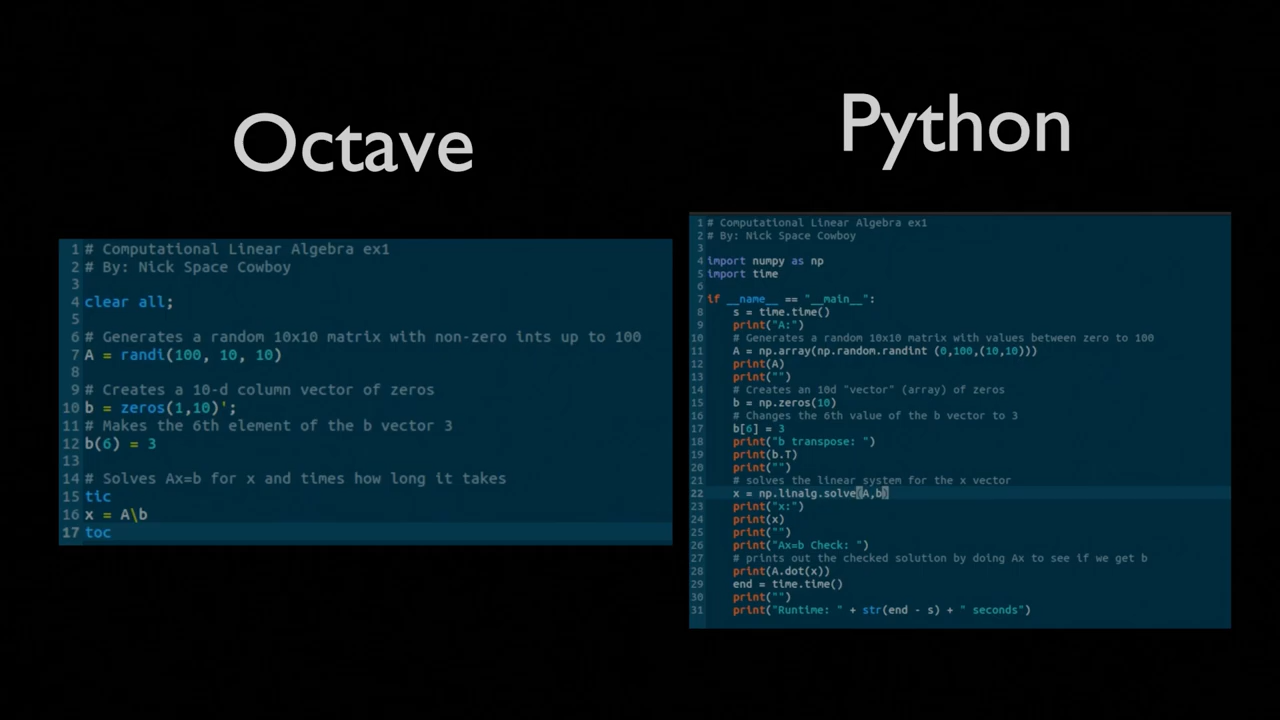 Octave
1 # Computational Linear Algebra ex1
2 # By: Nick Space Cowboy
3
4 clear all;
5
6 # Generates a random 10x10 matrix with non-zero ints up to 100
7 A = randi(100, 10, 10)
8
9 # Creates a 10-d column vector of zeros
10 b = zeros(1,10)';
11 # Makes the 6th element of the b vector 3
12 b(6) = 3
13
14 # Solves Ax=b for x and times how long it takes
15 tic
16 x = A\b
17 toc
Python
1 # Computational Linear Algebra ex1
2 # By: Nick Space Cowboy
3
4 import numpy as np
5 import time
6
7 if __name__ == "__main__":
8 s = time.time()
9 print("A:")
10 # Generates a random 10x10 matrix with values between zero to 100
11 A = np.array(np.random.randint (0,100,(10,10)))
12 print(A)
13 print("")
14 # Creates an 10d "vector" (array) of zeros
15 b = np.zeros(10)
16 # Changes the 6th value of the b vector to 3
17 b[6] = 3
18 print("b transpose: ")
19 print(b.T)
20 print("")
21 # solves the linear system for the x vector
22 x = np.linalg.solve(A,b)
23 print("x:")
24 print(x)
25 print("")
26 print("Ax=b Check: ")
27 # prints out the checked solution by doing Ax to see if we get b
28 print(A.dot(x))
29 end = time.time()
30 print("")
31 print("Runtime: " + str(end - s) + " seconds")